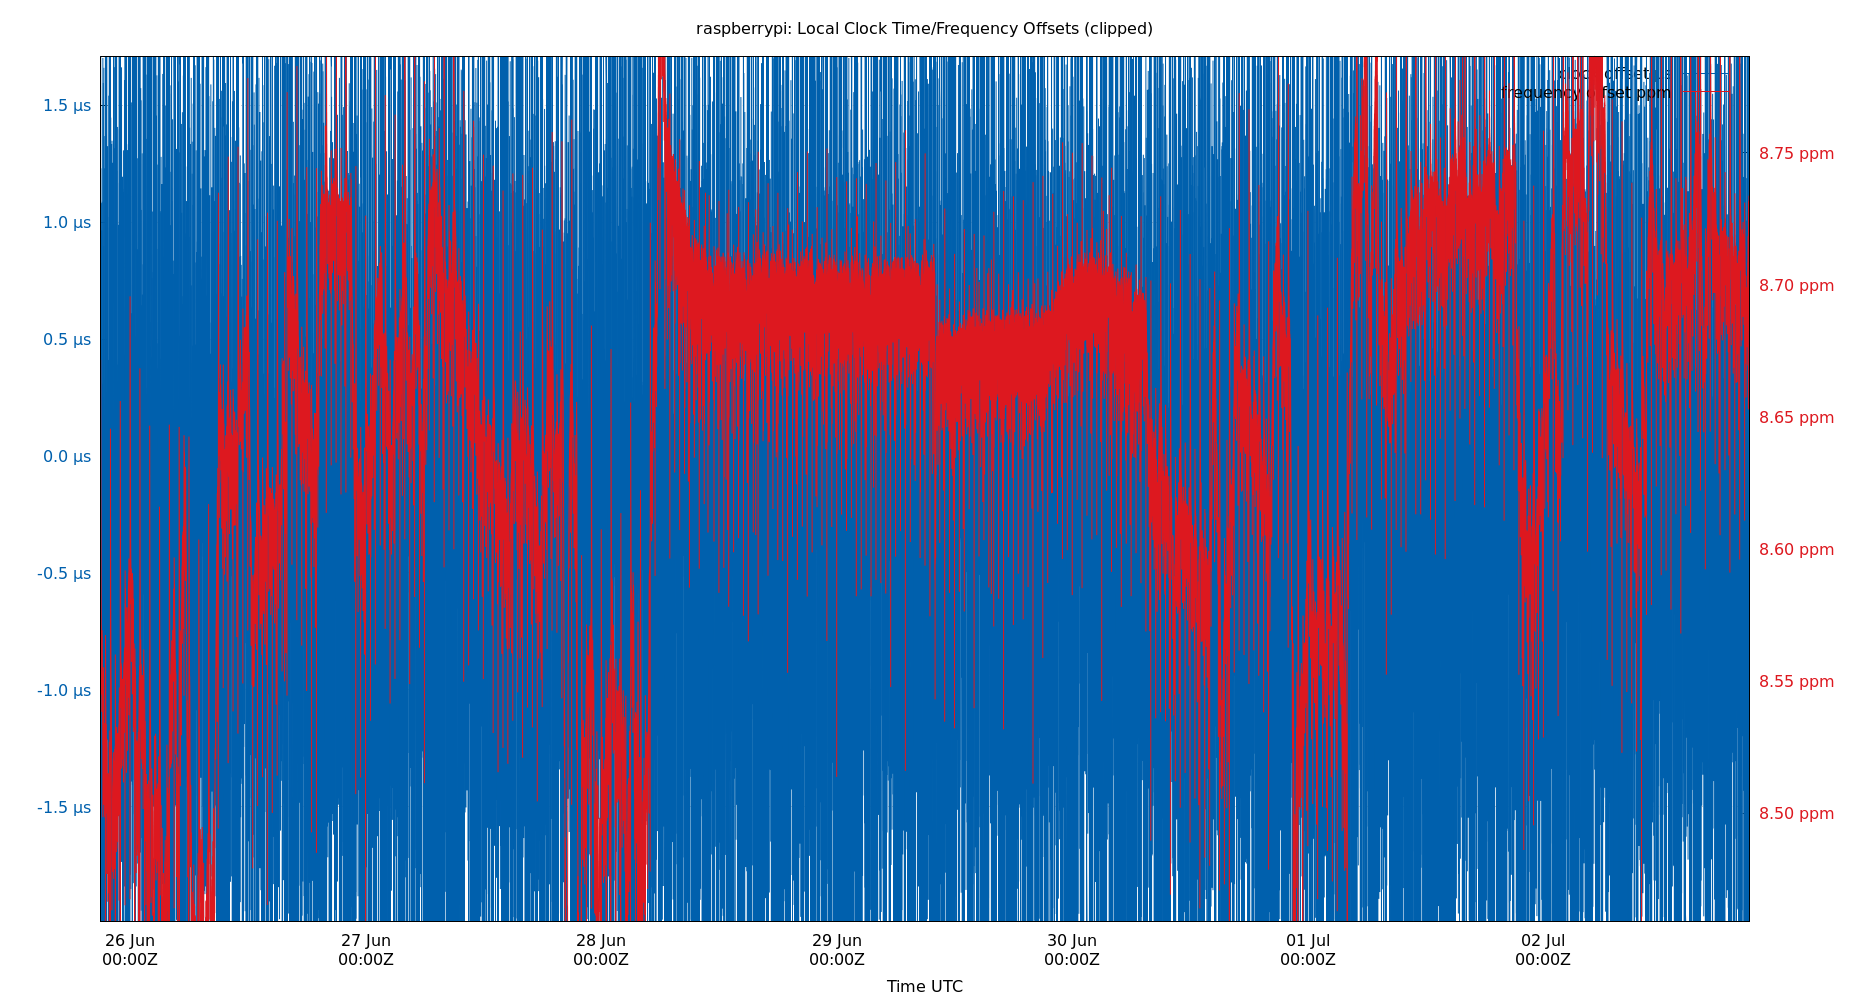 raspberrypi: Local Clock Time/Frequency Offsets (clipped)
clock offset µs
frequency offset ppm
1.5 µs
1.0 µs
0.5 µs
0.0 µs
-0.5 µs
-1.0 µs
-1.5 µs
8.75 ppm
8.70 ppm
8.65 ppm
8.60 ppm
8.55 ppm
8.50 ppm
26 Jun 27 Jun 28 Jun 29 Jun 30 Jun 01 Jul 02 Jul
00:00Z 00:00Z 00:00Z 00:00Z 00:00Z 00:00Z 00:00Z
Time UTC